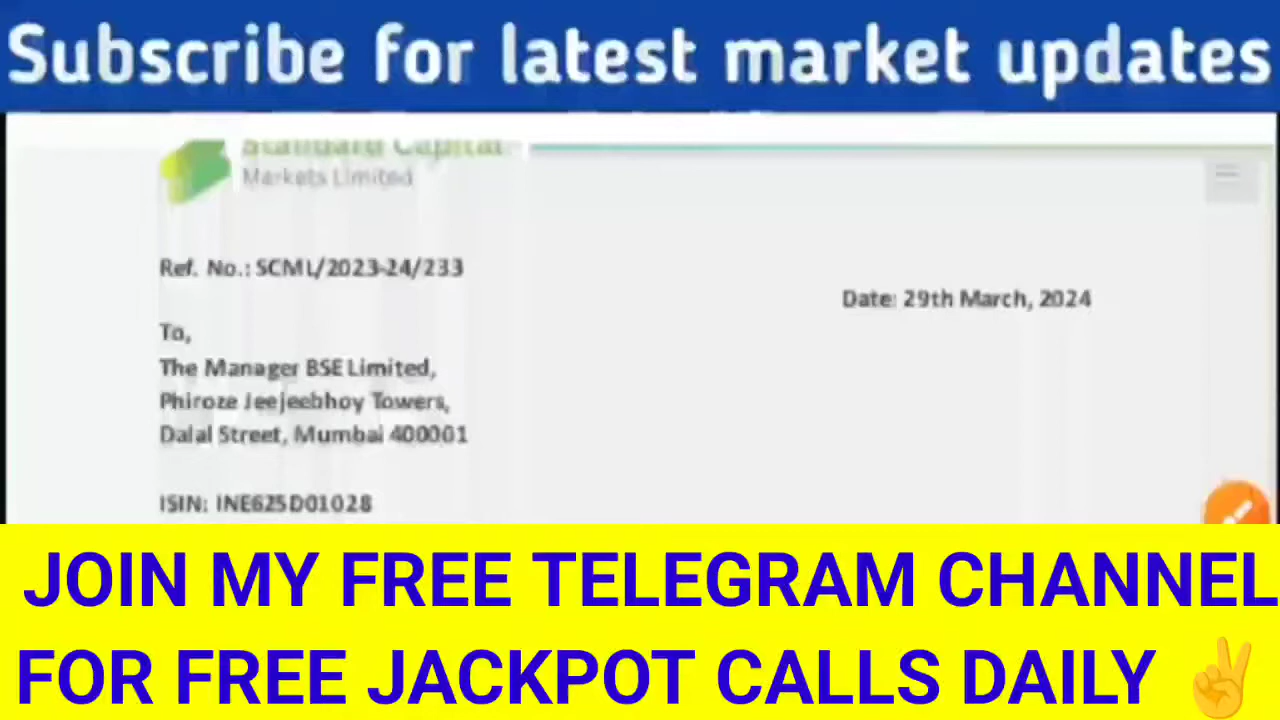 Subscribe for latest market updates
Standard Capital
Markets Limited
Ref. No.: SCML/2023-24/233
Date: 29th March, 2024
To,
The Manager BSE Limited,
Phiroze Jeejeebhoy Towers,
Dalal Street, Mumbai 400001
ISIN: INE625D01028
JOIN MY FREE TELEGRAM CHANNEL
FOR FREE JACKPOT CALLS DAILY ✌